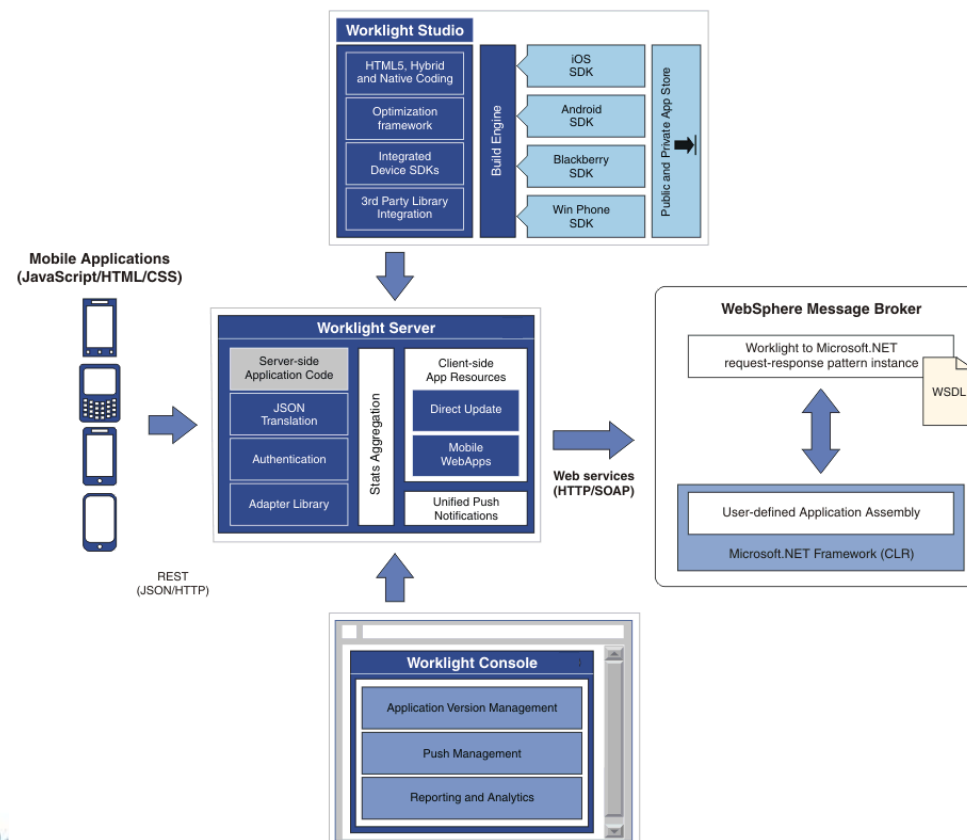 Worklight Studio
HTML5, Hybrid
and Native Coding
Optimization
framework
Integrated
Device SDKs
3rd Party Library
Integration
Build Engine
iOS
SDK
Android
SDK
Blackberry
SDK
Win Phone
SDK
Public and Private App Store
Mobile Applications
(JavaScript/HTML/CSS)
REST
(JSON/HTTP)
Worklight Server
Server-side
Application Code
JSON
Translation
Authentication
Adapter Library
Stats Aggregation
Client-side
App Resources
Direct Update
Mobile
WebApps
Unified Push
Notifications
Web services
(HTTP/SOAP)
WebSphere Message Broker
Worklight to Microsoft.NET
request-response pattern instance
WSDL
User-defined Application Assembly
Microsoft.NET Framework (CLR)
Worklight Console
Application Version Management
Push Management
Reporting and Analytics